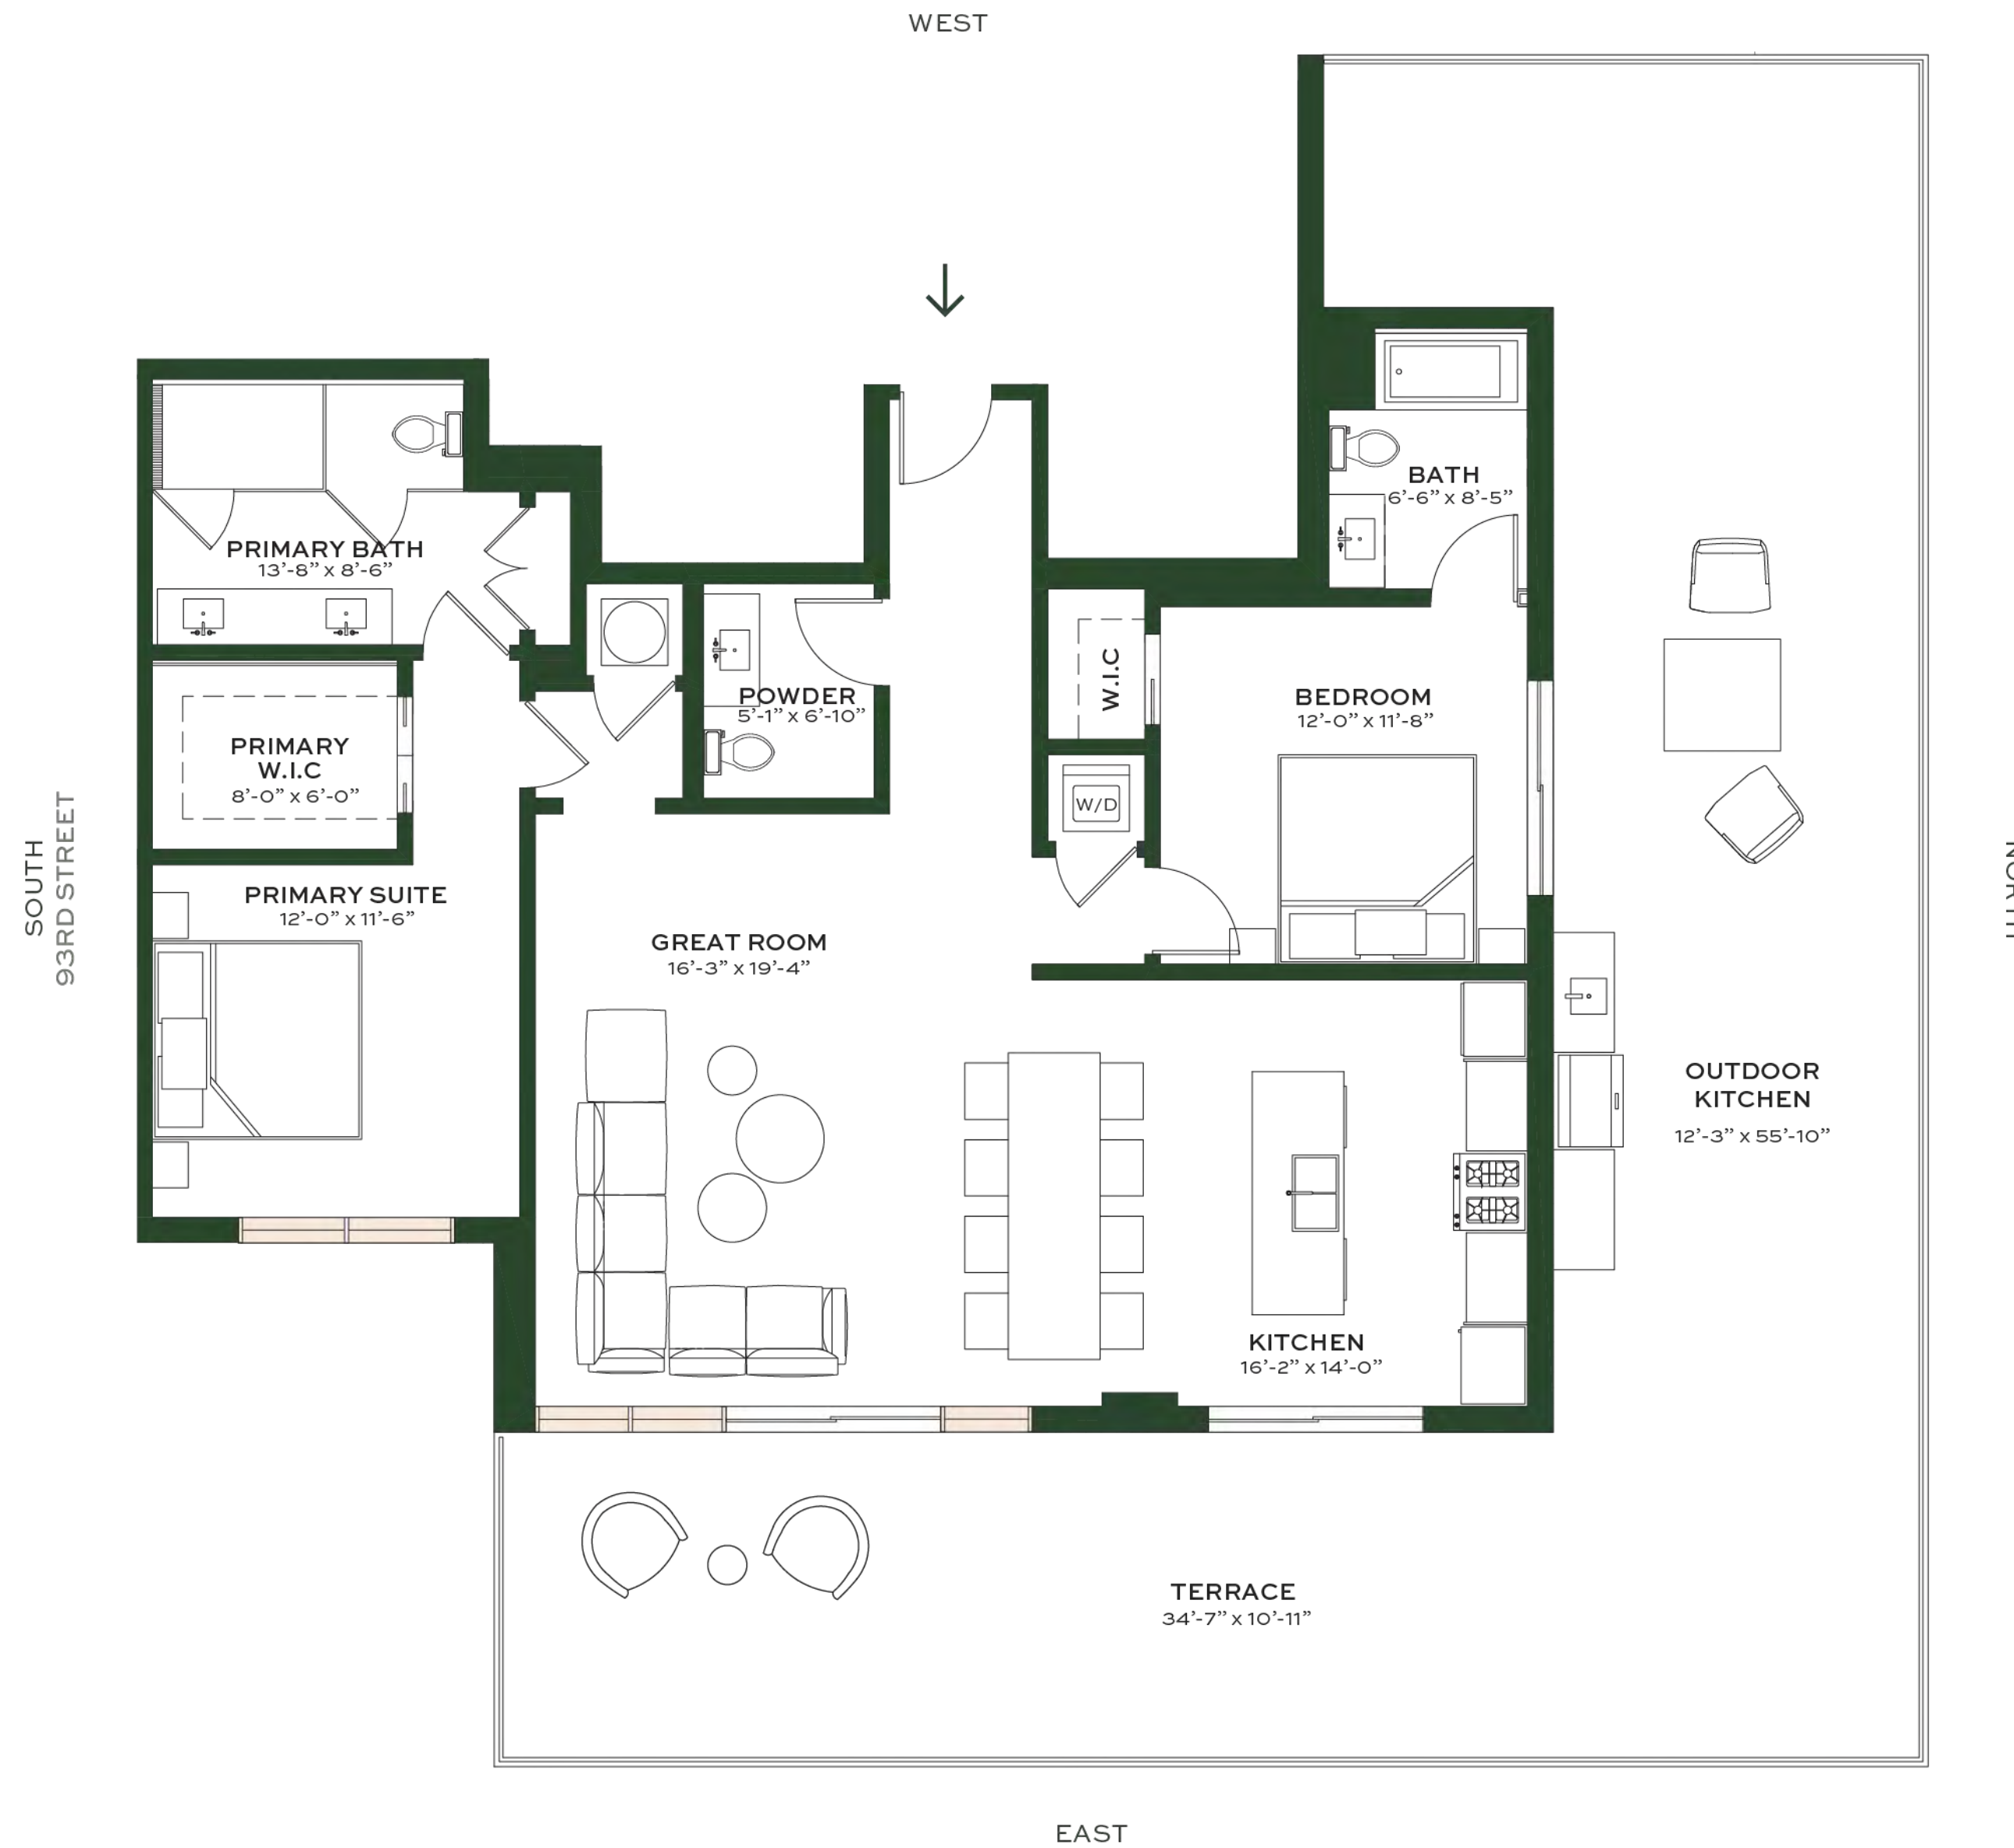 WEST
BATH
6'-6” x 8'-5”
PRIMARY BATH
13'-8” x 8'-6”
POWDER
5'-1” x 6'-10”
W.I.C
BEDROOM
12'-0” x 11'-8”
PRIMARY
W.I.C
8'-0” x 6'-0”
W/D
SOUTH
93RD STREET
PRIMARY SUITE
12'-0” x 11'-6”
GREAT ROOM
16'-3” x 19'-4”
OUTDOOR
KITCHEN
12'-3” x 55'-10”
KITCHEN
16'-2” x 14'-0”
TERRACE
34'-7” x 10'-11”
EAST